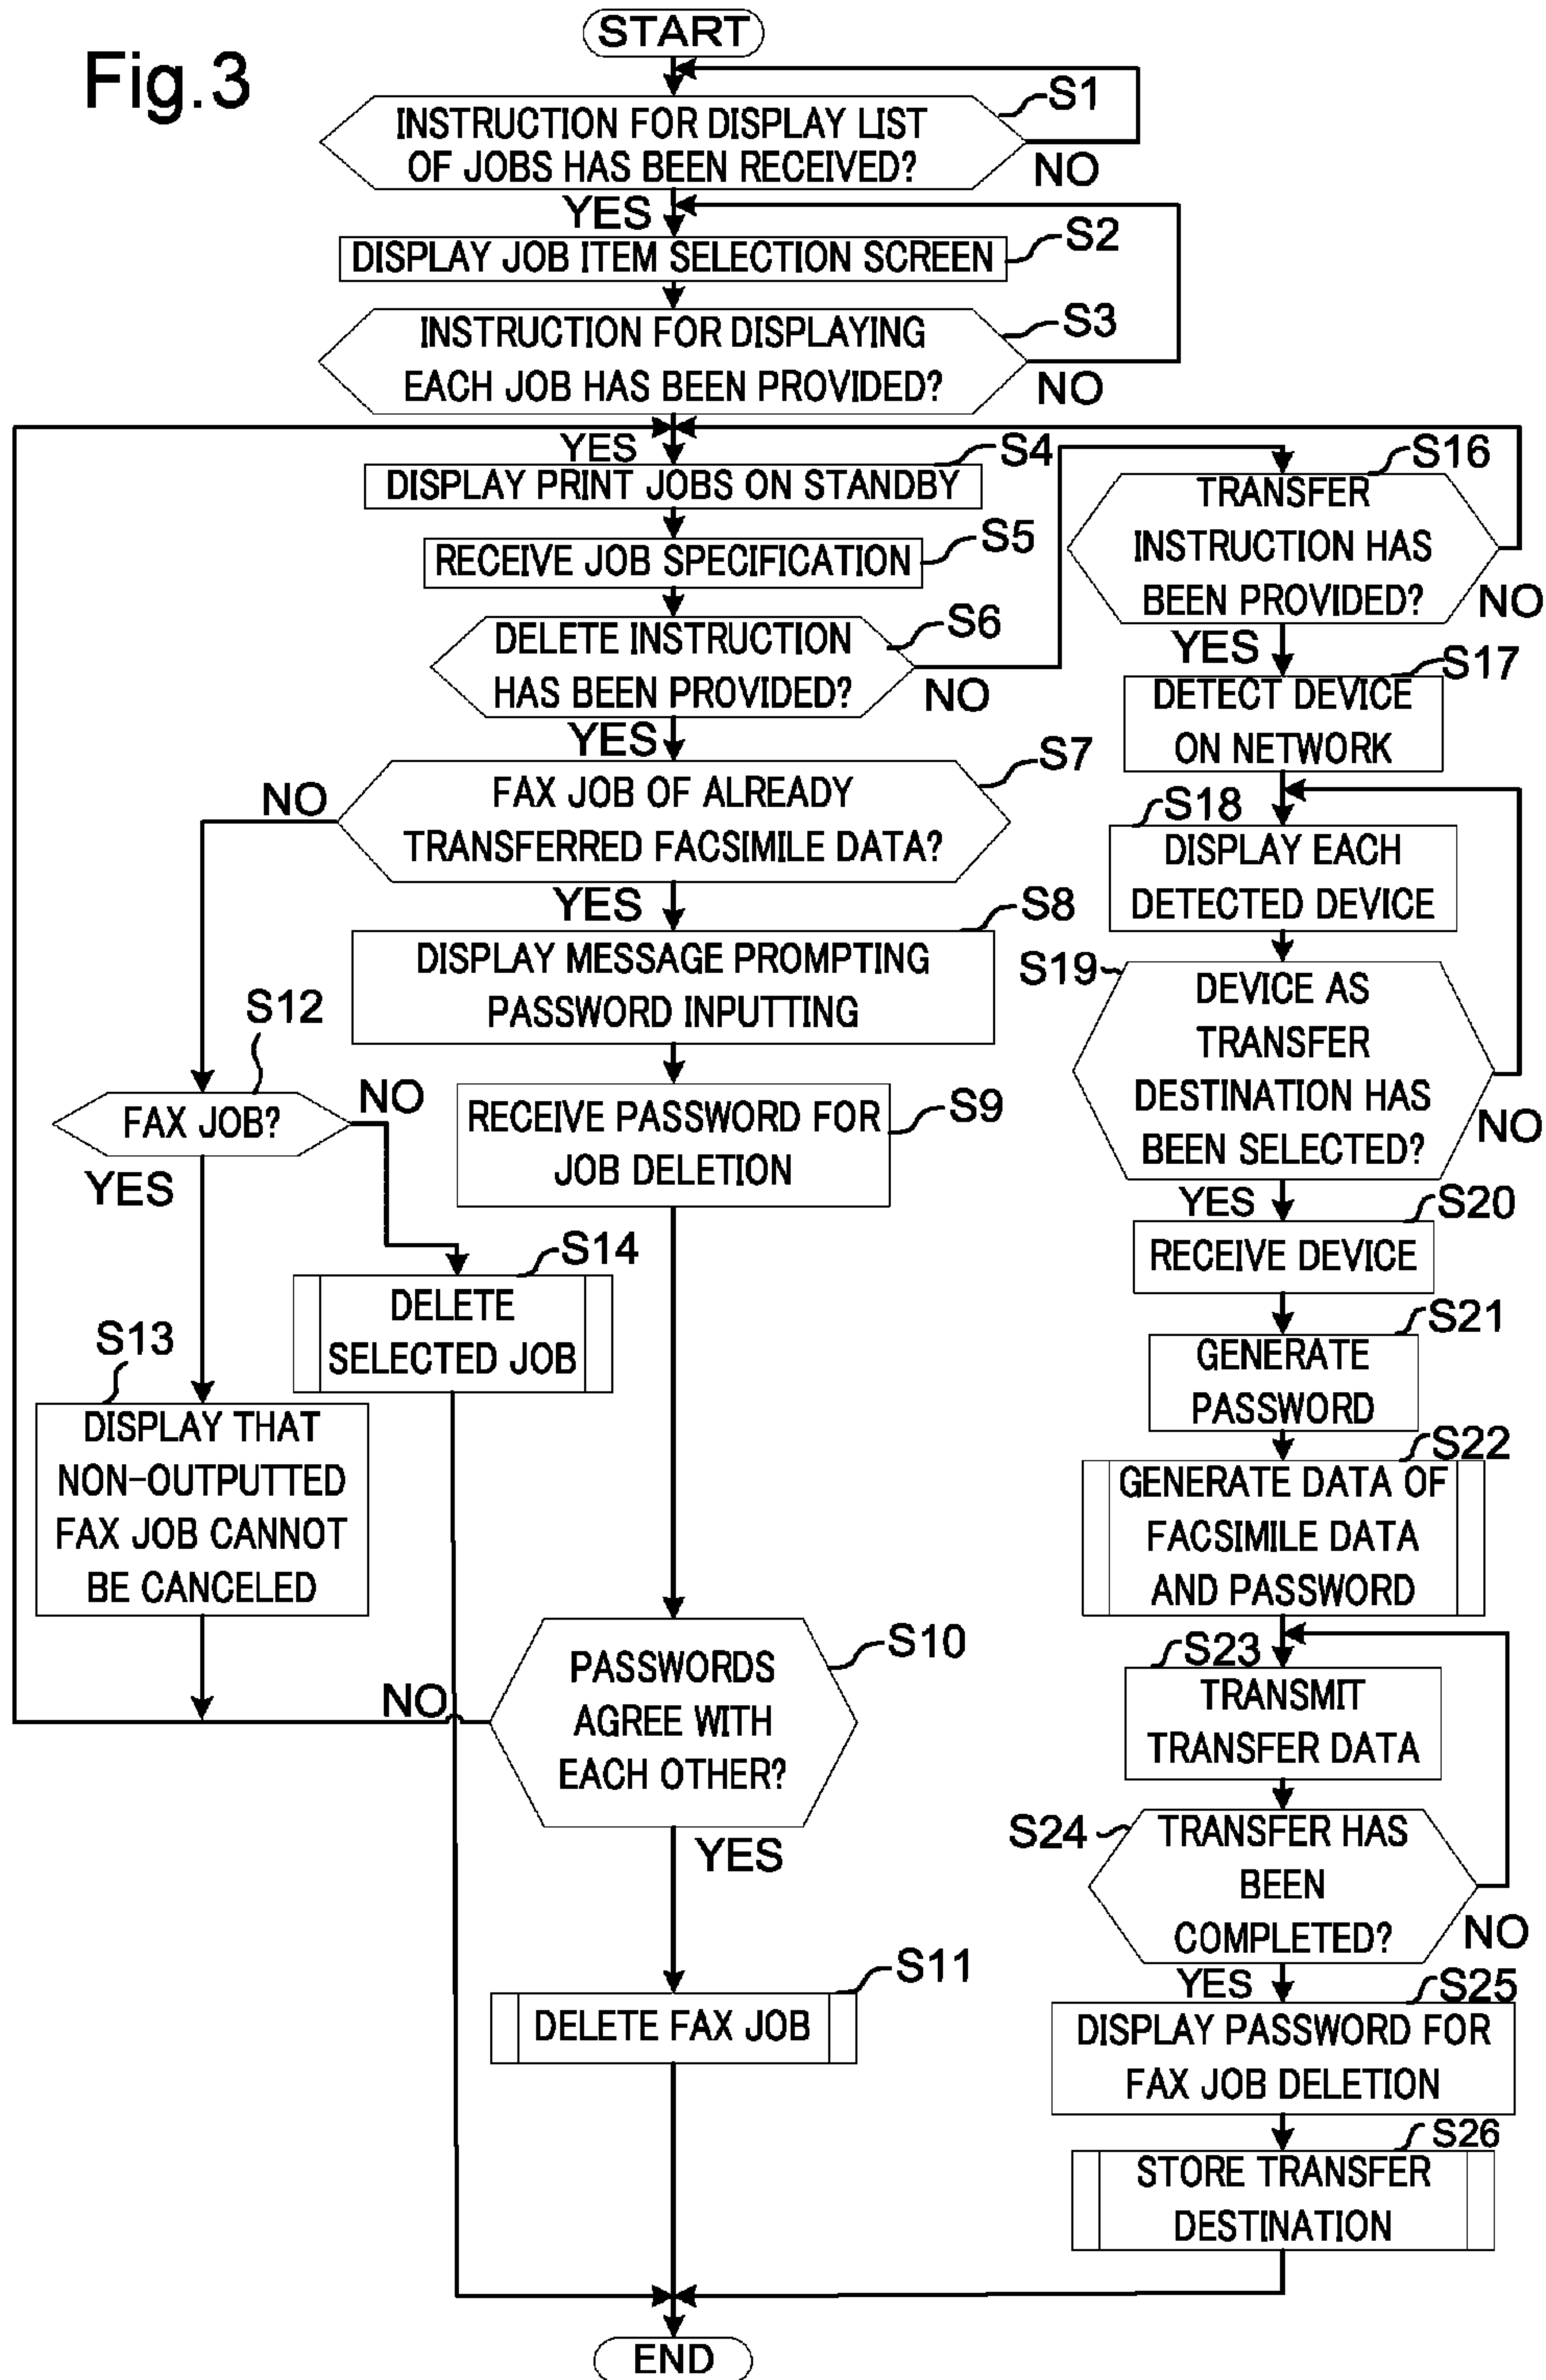 Fig.3
START
S1
INSTRUCTION FOR DISPLAY LIST
OF JOBS HAS BEEN RECEIVED?
NO
YES
S2
DISPLAY JOB ITEM SELECTION SCREEN
S3
INSTRUCTION FOR DISPLAYING
EACH JOB HAS BEEN PROVIDED?
NO
YES
S4
DISPLAY PRINT JOBS ON STANDBY
S5
RECEIVE JOB SPECIFICATION
S6
DELETE INSTRUCTION
HAS BEEN PROVIDED?
NO
YES
S7
FAX JOB OF ALREADY
TRANSFERRED FACSIMILE DATA?
NO
YES
S8
DISPLAY MESSAGE PROMPTING
PASSWORD INPUTTING
S9
RECEIVE PASSWORD FOR
JOB DELETION
S12
FAX JOB?
NO
YES
S14
DELETE
SELECTED JOB
S13
DISPLAY THAT
NON-OUTPUTTED
FAX JOB CANNOT
BE CANCELED
S10
PASSWORDS
AGREE WITH
EACH OTHER?
NO
YES
S11
DELETE FAX JOB
S16
TRANSFER
INSTRUCTION HAS
BEEN PROVIDED?
NO
YES
S17
DETECT DEVICE
ON NETWORK
S18
DISPLAY EACH
DETECTED DEVICE
S19
DEVICE AS
TRANSFER
DESTINATION HAS
BEEN SELECTED?
NO
YES
S20
RECEIVE DEVICE
S21
GENERATE
PASSWORD
S22
GENERATE DATA OF
FACSIMILE DATA
AND PASSWORD
S23
TRANSMIT
TRANSFER DATA
S24
TRANSFER HAS
BEEN
COMPLETED?
NO
YES
S25
DISPLAY PASSWORD FOR
FAX JOB DELETION
S26
STORE TRANSFER
DESTINATION
END